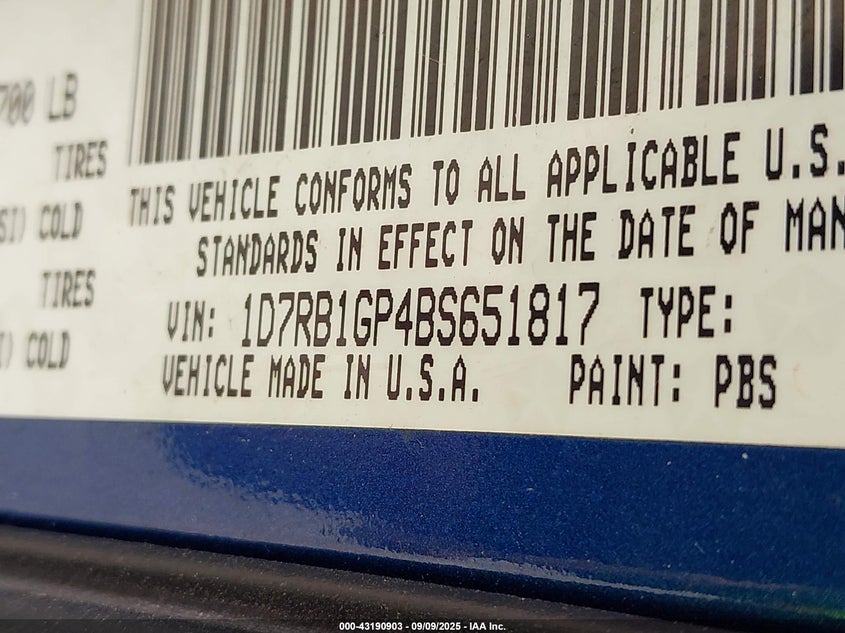 700 LB
TIRES
SI) COLD
TIRES
I) COLD
THIS VEHICLE CONFORMS TO ALL APPLICABLE U.S.
STANDARDS IN EFFECT ON THE DATE OF MAN
VIN: 1D7RB1GP4BS651817 TYPE:
VEHICLE MADE IN U.S.A. PAINT: PBS
000-43190903 - 09/09/2025 - IAA Inc.